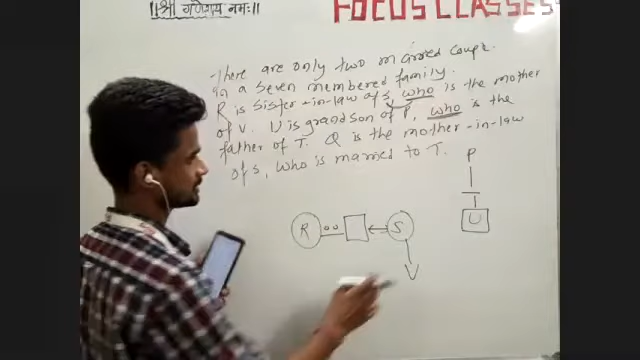 ||श्री गणेशाय नमः||
FOCUS CLASSES
There are only two married couple
in a seven membered family.
R is sister-in-law of S, who is the mother
of V. U is grandson of P, who is the
father of T. Q is the mother-in-law
of S, who is married to T.
P
U
R
S
V